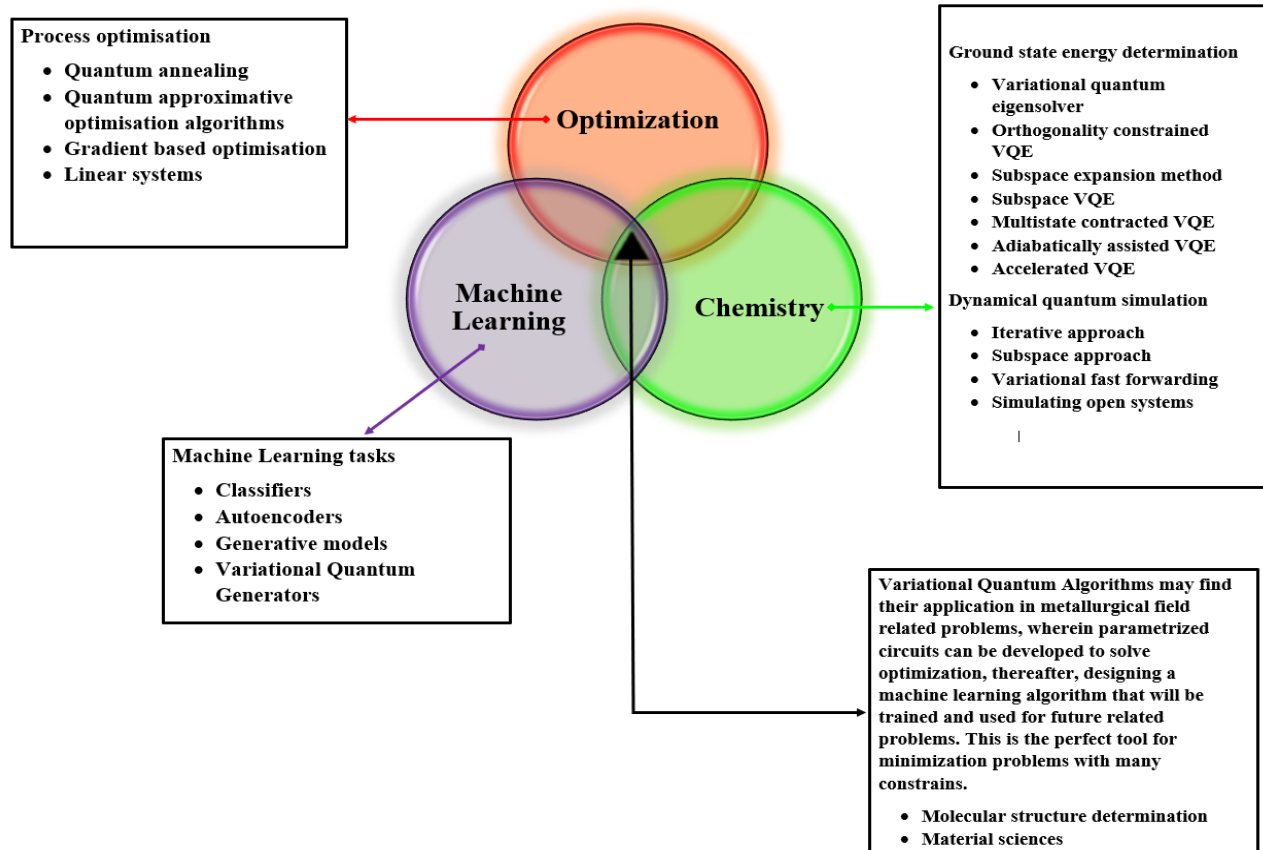 Process optimisation
• Quantum annealing
• Quantum approximative
optimisation algorithms
• Gradient based optimisation
• Linear systems
Optimization
Machine
Learning
Chemistry
Ground state energy determination
• Variational quantum
eigensolver
• Orthogonality constrained
VQE
• Subspace expansion method
• Subspace VQE
• Multistate contracted VQE
• Adiabatically assisted VQE
• Accelerated VQE
Dynamical quantum simulation
• Iterative approach
• Subspace approach
• Variational fast forwarding
• Simulating open systems
Machine Learning tasks
• Classifiers
• Autoencoders
• Generative models
• Variational Quantum
Generators
Variational Quantum Algorithms may find
their application in metallurgical field
related problems, wherein parametrized
circuits can be developed to solve
optimization, thereafter, designing a
machine learning algorithm that will be
trained and used for future related
problems. This is the perfect tool for
minimization problems with many
constrains.
• Molecular structure determination
• Material sciences